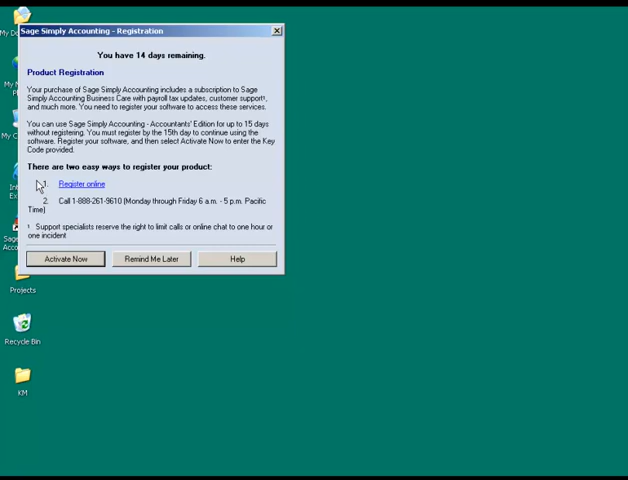 Sage Simply Accounting - Registration
You have 14 days remaining.
Product Registration
Your purchase of Sage Simply Accounting includes a subscription to Sage
Simply Accounting Business Care with payroll tax updates, customer support¹,
and much more. You need to register your software to access these services.
You can use Sage Simply Accounting - Accountants' Edition for up to 15 days
without registering. You must register by the 15th day to continue using the
software. Register your software, and then select Activate Now to enter the Key
Code provided.
There are two easy ways to register your product:
1. Register online
2. Call 1-888-261-9610 (Monday through Friday 6 a.m. - 5 p.m. Pacific
Time)
¹ Support specialists reserve the right to limit calls or online chat to one hour or
one incident
Activate Now
Remind Me Later
Help
My
My
My
Int
Sag
Projects
Recycle Bin
KM